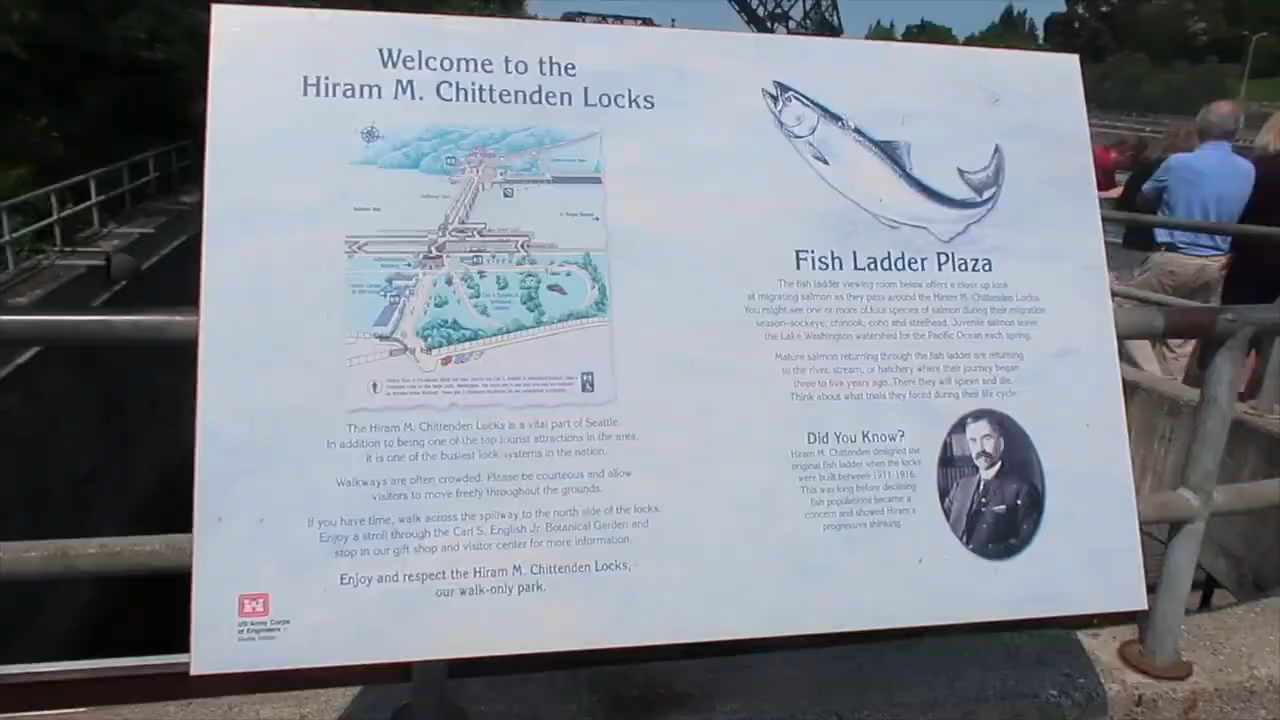 Welcome to the
Hiram M. Chittenden Locks
The Hiram M. Chittenden Locks is a vital part of Seattle.
In addition to being one of the top tourist attractions in the area,
it is one of the busiest lock systems in the nation.
Walkways are often crowded. Please be courteous and allow
visitors to move freely throughout the grounds.
If you have time, walk across the spillway to the north side of the locks.
Enjoy a stroll through the Carl S. English Jr. Botanical Garden and
stop in our gift shop and visitor center for more information.
Enjoy and respect the Hiram M. Chittenden Locks,
our walk-only park.
US Army Corps
of Engineers
Fish Ladder Plaza
The fish ladder viewing room below offers a close up look
at migrating salmon as they pass around the Hiram M. Chittenden Locks.
You might see one or more of four species of salmon during their migration
season-sockeye, chinook, coho and steelhead. Juvenile salmon leave
the Lake Washington watershed for the Pacific Ocean each spring.
Mature salmon returning through the fish ladder are returning
to the river, stream, or hatchery where their journey began
three to five years ago. There they will spawn and die.
Think about what trials they faced during their life cycle.
Did You Know?
Hiram M. Chittenden designed the
original fish ladder when the locks
were built between 1911-1916.
This was long before declining
fish populations became a
concern and showed Hiram's
progressive thinking.